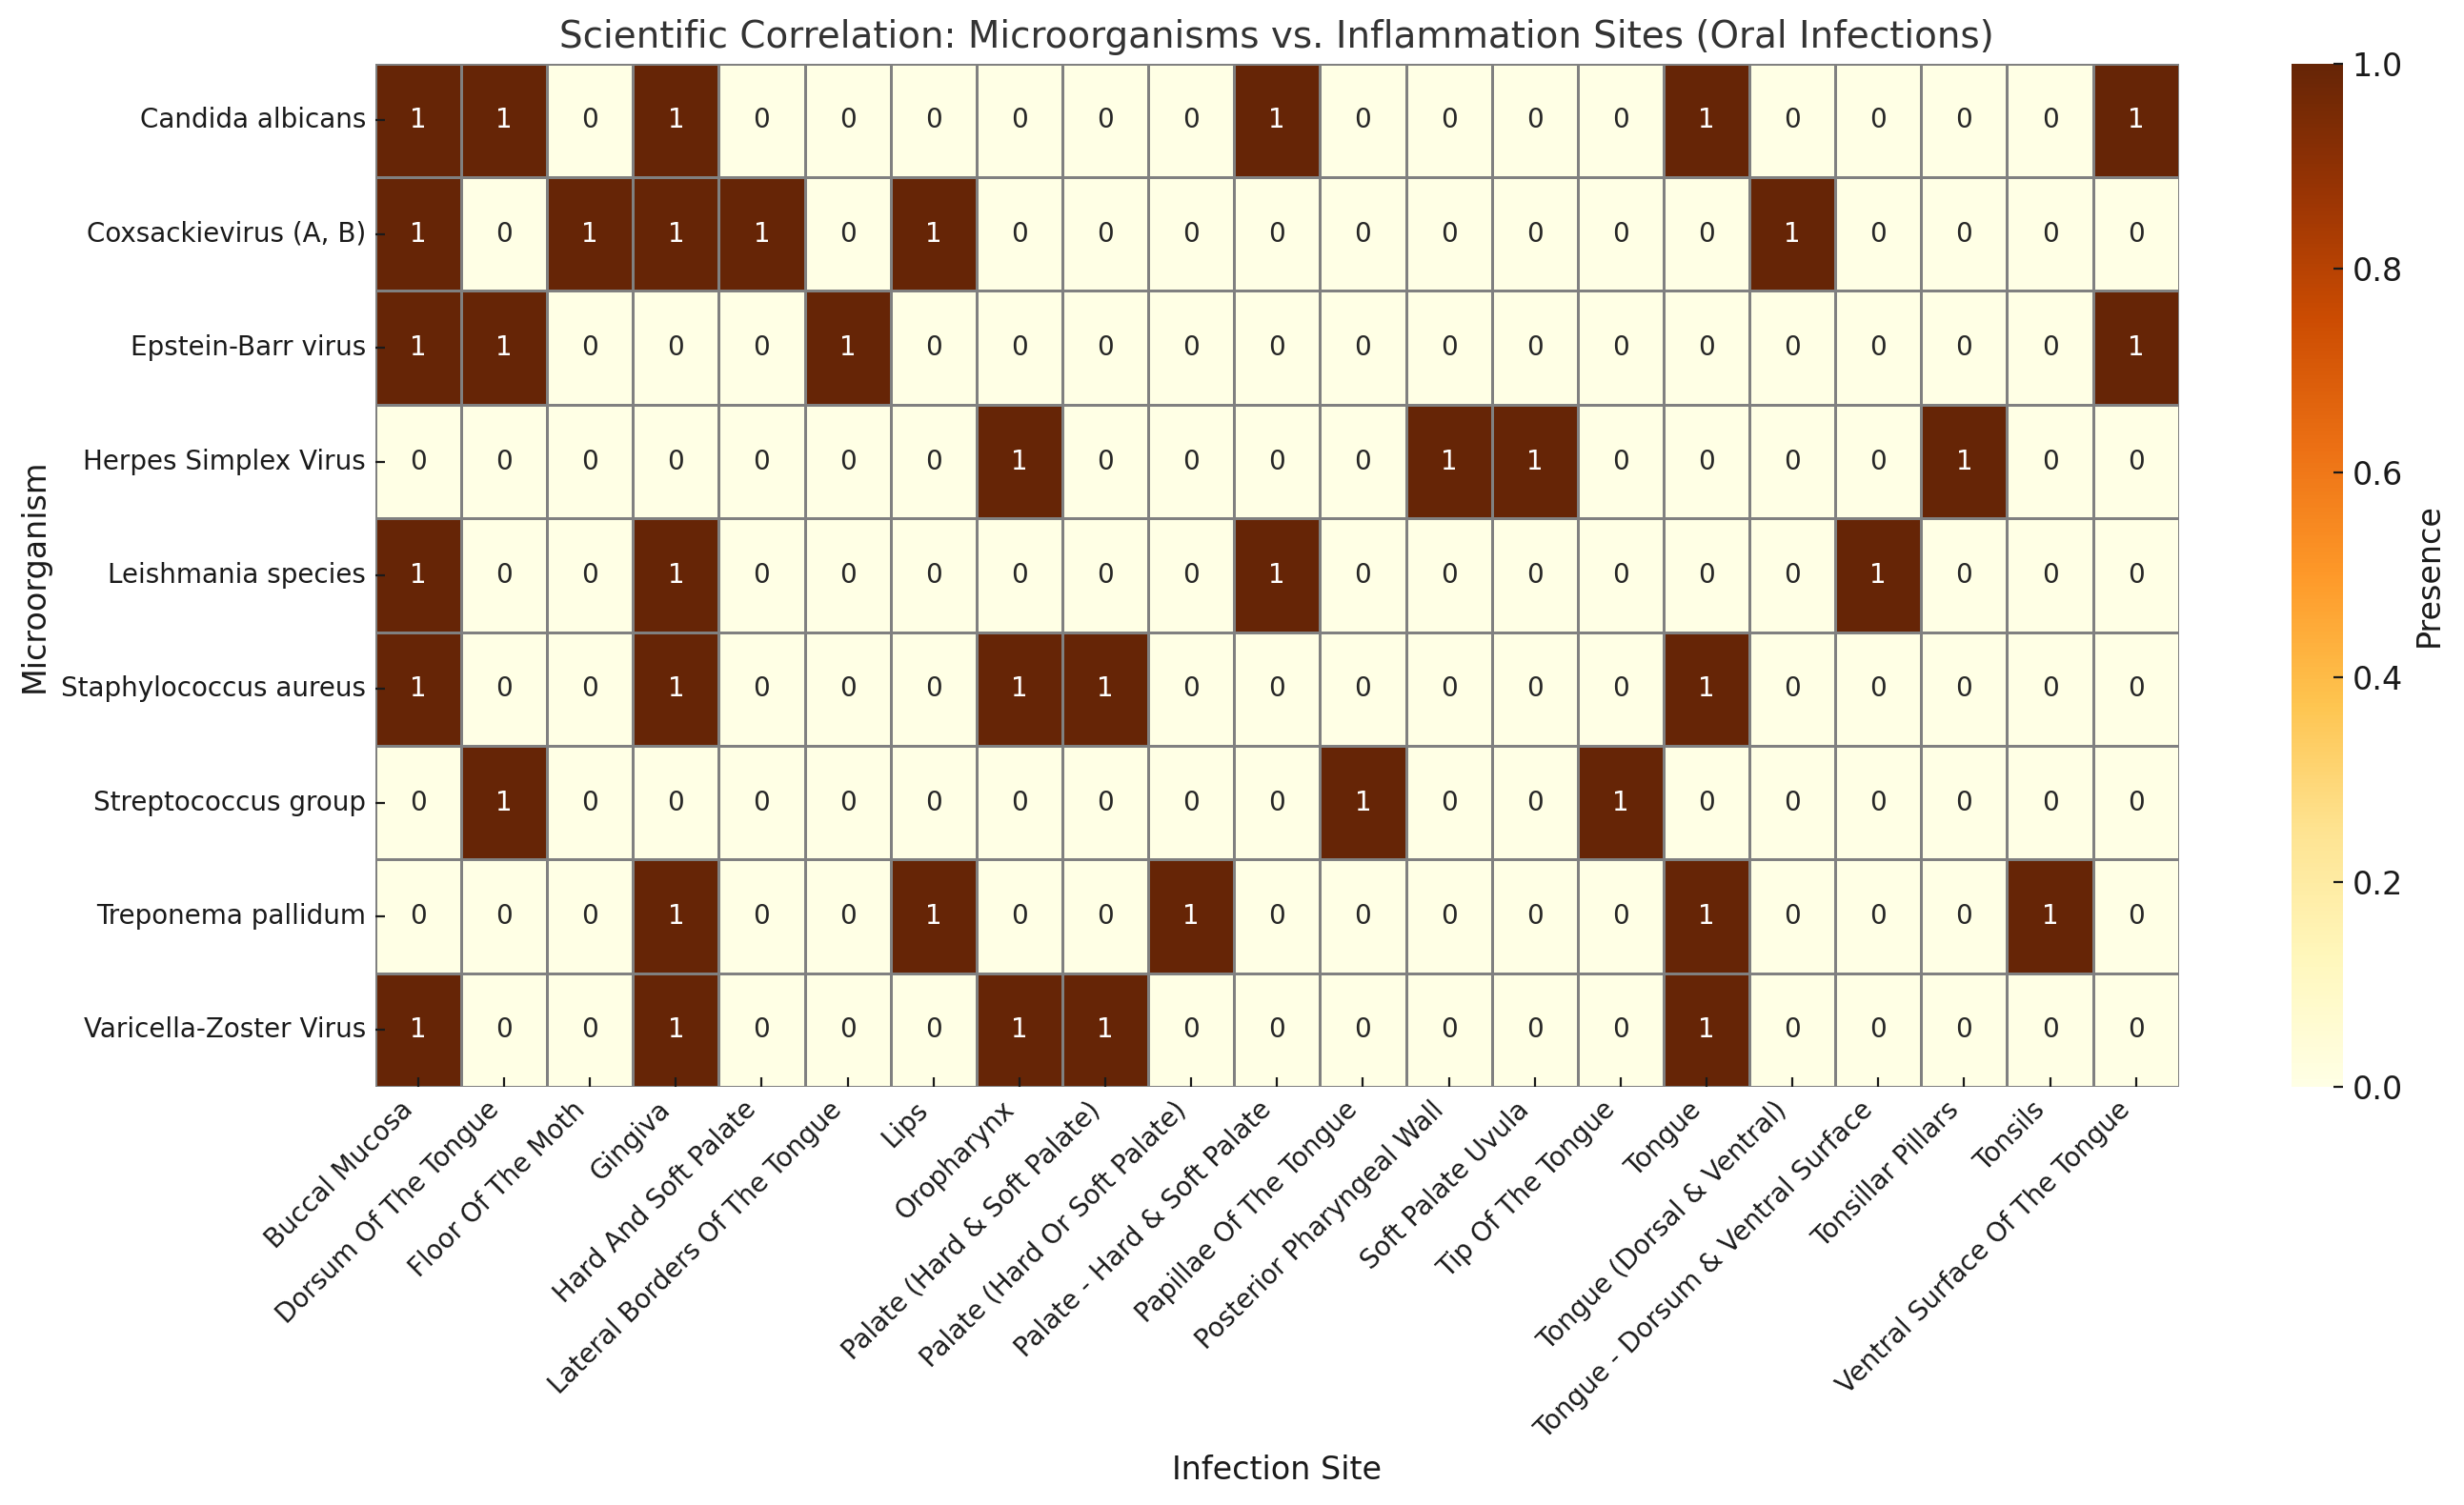 Scientific Correlation: Microorganisms vs. Inflammation Sites (Oral Infections)
Microorganism
Candida albicans 1 1 0 1 0 0 0 0 0 0 1 0 0 0 0 1 0 0 0 0 1
Coxsackievirus (A, B) 1 0 1 1 1 0 1 0 0 0 0 0 0 0 0 0 1 0 0 0 0
Epstein-Barr virus 1 1 0 0 0 1 0 0 0 0 0 0 0 0 0 0 0 0 0 0 1
Herpes Simplex Virus 0 0 0 0 0 0 0 1 0 0 0 0 1 1 0 0 0 0 1 0 0
Leishmania species 1 0 0 1 0 0 0 0 0 0 1 0 0 0 0 0 0 1 0 0 0
Staphylococcus aureus 1 0 0 1 0 0 0 1 1 0 0 0 0 0 0 1 0 0 0 0 0
Streptococcus group 0 1 0 0 0 0 0 0 0 0 0 1 0 0 1 0 0 0 0 0 0
Treponema pallidum 0 0 0 1 0 0 1 0 0 1 0 0 0 0 0 1 0 0 0 1 0
Varicella-Zoster Virus 1 0 0 1 0 0 0 1 1 0 0 0 0 0 0 1 0 0 0 0 0
Buccal Mucosa
Dorsum Of The Tongue
Floor Of The Moth
Gingiva
Hard And Soft Palate
Lateral Borders Of The Tongue
Lips
Oropharynx
Palate (Hard & Soft Palate)
Palate (Hard Or Soft Palate)
Palate - Hard & Soft Palate
Papillae Of The Tongue
Posterior Pharyngeal Wall
Soft Palate Uvula
Tip Of The Tongue
Tongue
Tongue (Dorsal & Ventral)
Tongue - Dorsum & Ventral Surface
Tonsillar Pillars
Tonsils
Ventral Surface Of The Tongue
Infection Site
1.0
0.8
0.6
0.4
0.2
0.0
Presence